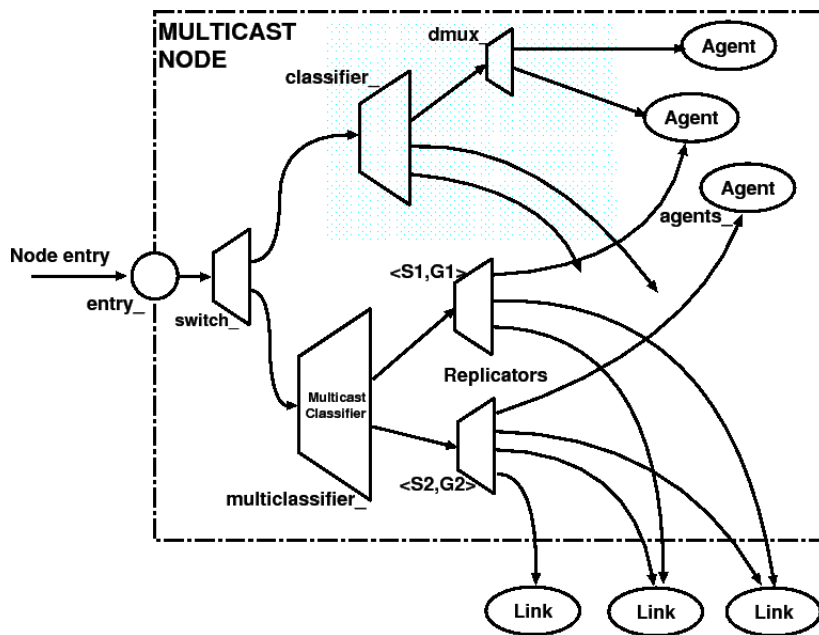 MULTICAST
NODE
dmux_
Agent
classifier_
Agent
Agent
agents_
Node entry
<S1,G1>
entry_
switch_
Replicators
Multicast
Classifier
<S2,G2>
multiclassifier_
Link
Link
Link